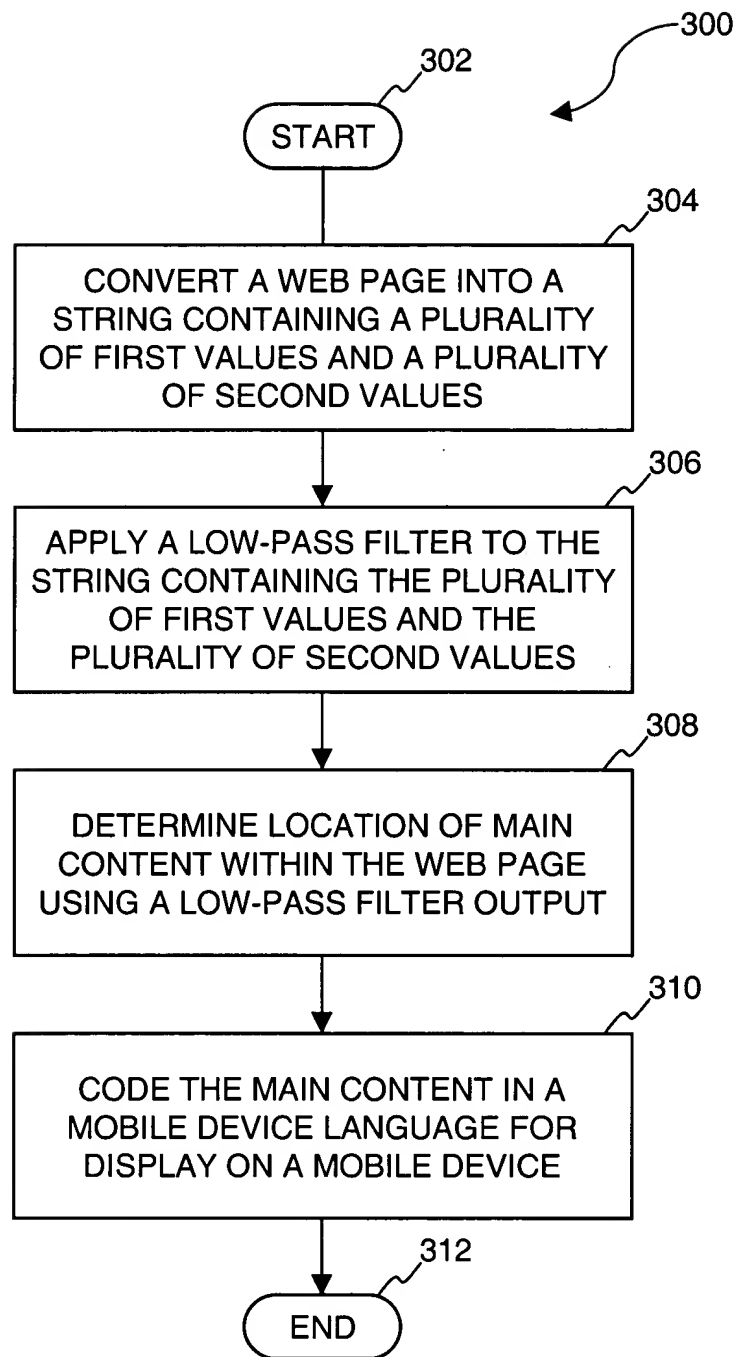 300
302
START
304
CONVERT A WEB PAGE INTO A
STRING CONTAINING A PLURALITY
OF FIRST VALUES AND A PLURALITY
OF SECOND VALUES
306
APPLY A LOW-PASS FILTER TO THE
STRING CONTAINING THE PLURALITY
OF FIRST VALUES AND THE
PLURALITY OF SECOND VALUES
308
DETERMINE LOCATION OF MAIN
CONTENT WITHIN THE WEB PAGE
USING A LOW-PASS FILTER OUTPUT
310
CODE THE MAIN CONTENT IN A
MOBILE DEVICE LANGUAGE FOR
DISPLAY ON A MOBILE DEVICE
312
END